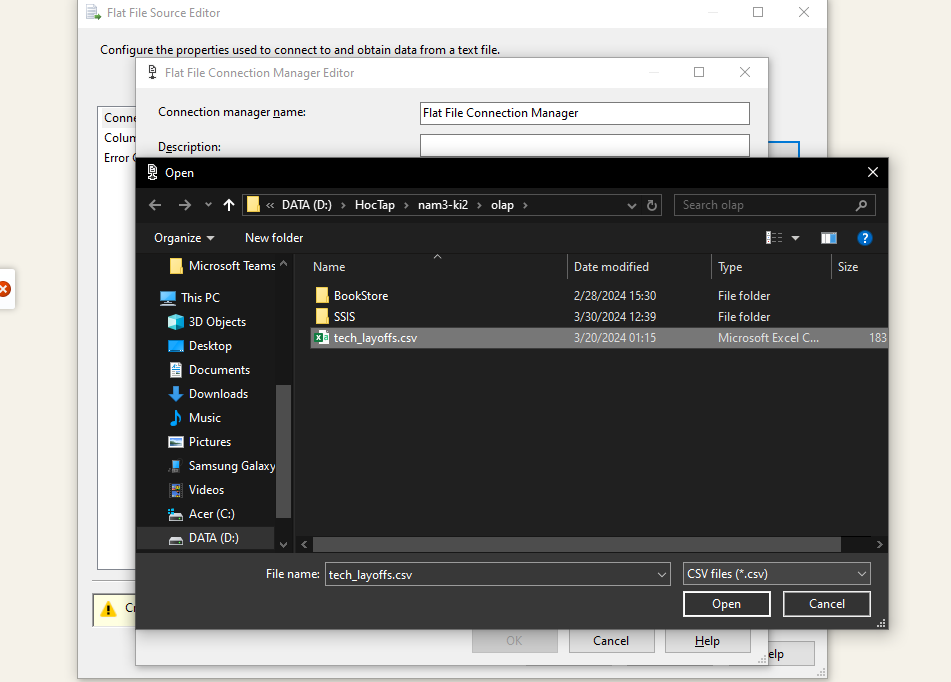 Flat File Source Editor
Configure the properties used to connect to and obtain data from a text file.
Flat File Connection Manager Editor
Connection manager name:
Flat File Connection Manager
Description:
Open
« DATA (D:) › HocTap › nam3-ki2 › olap ›
Search olap
Organize
New folder
Microsoft Teams
This PC
3D Objects
Desktop
Documents
Downloads
Music
Pictures
Samsung Galaxy
Videos
Acer (C:)
DATA (D:)
Name Date modified Type Size
BookStore 2/28/2024 15:30 File folder
SSIS 3/30/2024 12:39 File folder
tech_layoffs.csv 3/20/2024 01:15 Microsoft Excel C... 183
File name: tech_layoffs.csv
CSV files (*.csv)
Open Cancel
OK Cancel Help